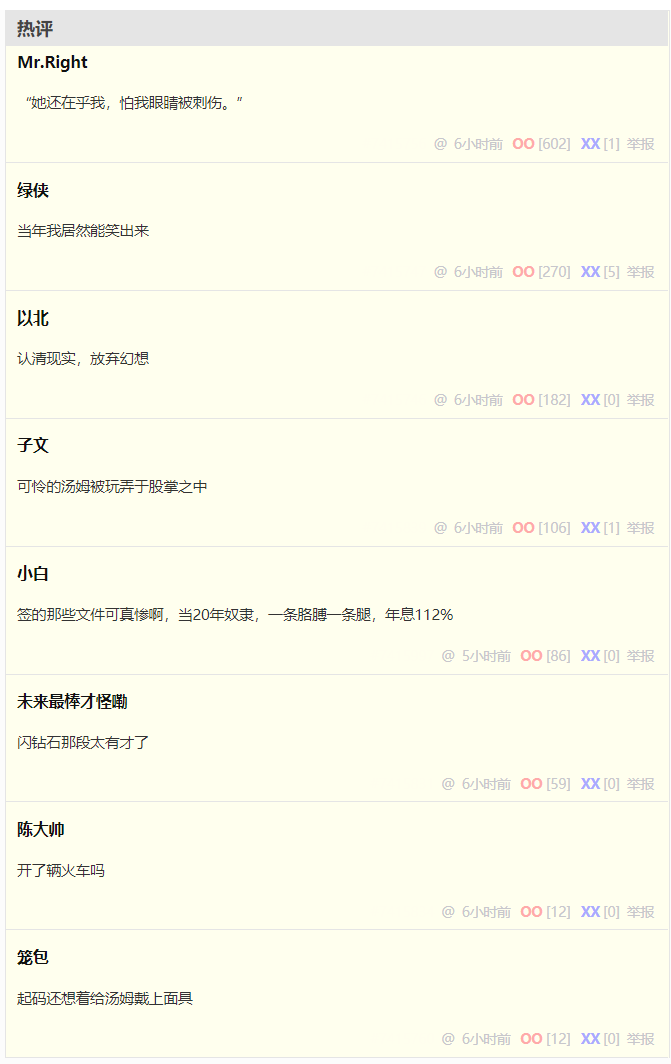 热评
Mr.Right
“她还在乎我，怕我眼睛被刺伤。”
@ 6小时前 OO [602] XX [1] 举报
绿侠
当年我居然能笑出来
@ 6小时前 OO [270] XX [5] 举报
以北
认清现实，放弃幻想
@ 6小时前 OO [182] XX [0] 举报
子文
可怜的汤姆被玩弄于股掌之中
@ 6小时前 OO [106] XX [1] 举报
小白
签的那些文件可真惨啊，当20年奴隶，一条胳膊一条腿，年息112%
@ 5小时前 OO [86] XX [0] 举报
未来最棒才怪嘞
闪钻石那段太有才了
@ 6小时前 OO [59] XX [0] 举报
陈大帅
开了辆火车吗
@ 6小时前 OO [12] XX [0] 举报
笼包
起码还想着给汤姆戴上面具
@ 6小时前 OO [12] XX [0] 举报